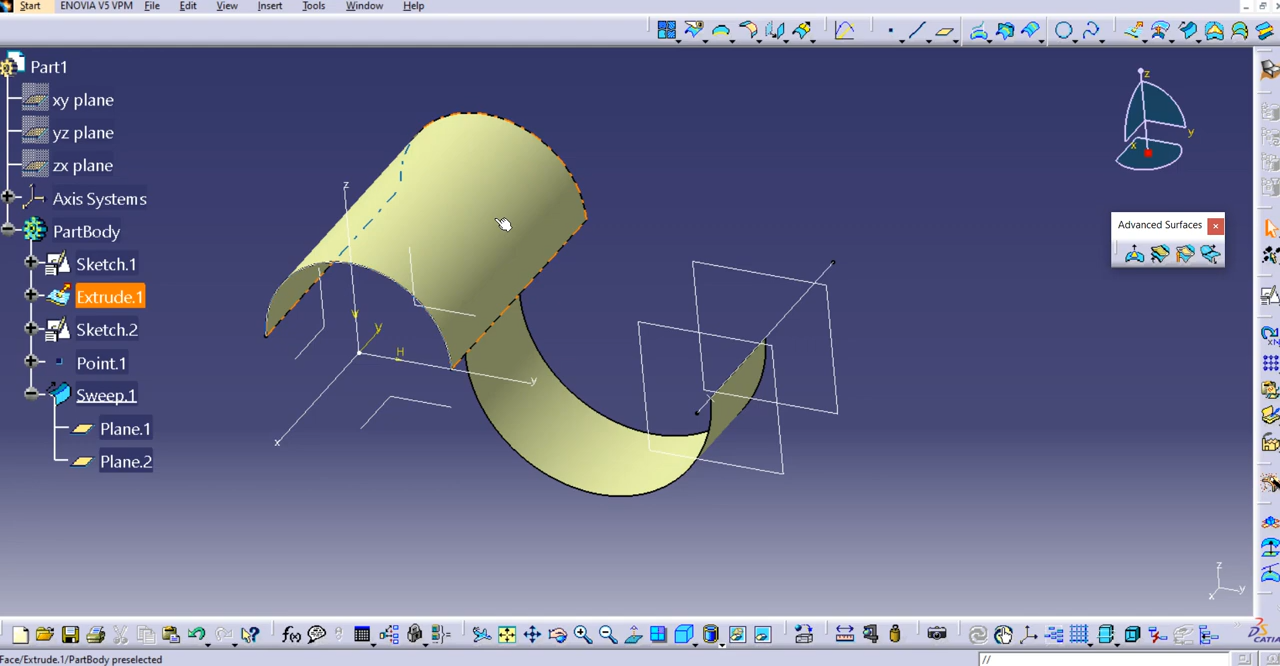 Start ENOVIA V5 VPM File Edit View Insert Tools Window Help
Part1
xy plane
yz plane
zx plane
Axis Systems
PartBody
Sketch.1
Extrude.1
Sketch.2
Point.1
Sweep.1
Plane.1
Plane.2
z
y
H
y
x
z
y
x
Advanced Surfaces
z
y
x
f(x)
CATIA
Face/Extrude.1/PartBody preselected
//